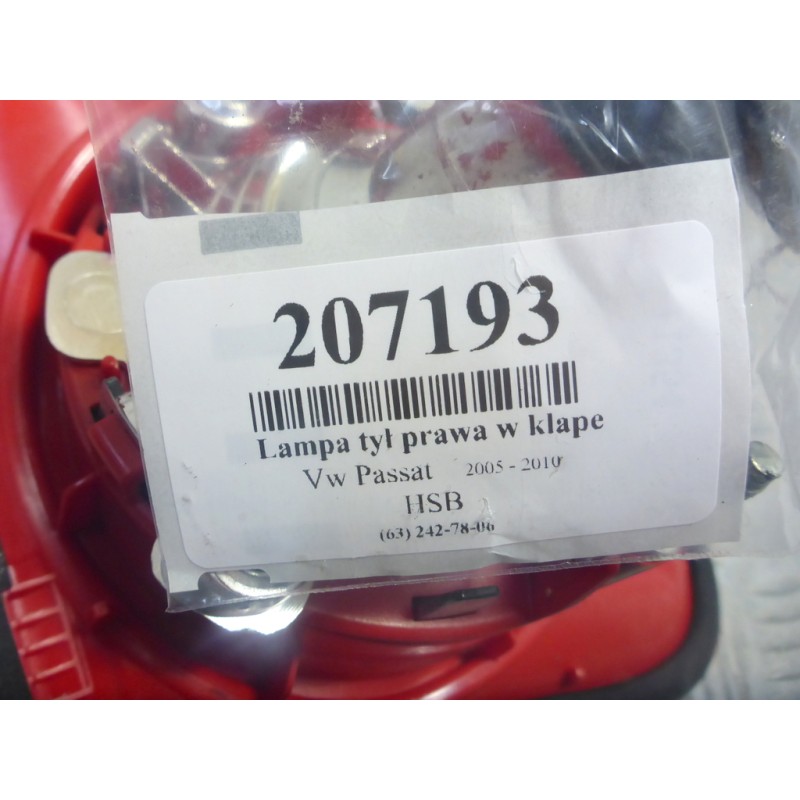 207193
Lampa tył prawa w klape
Vw Passat 2005 - 2010
HSB
(63) 242-78-06